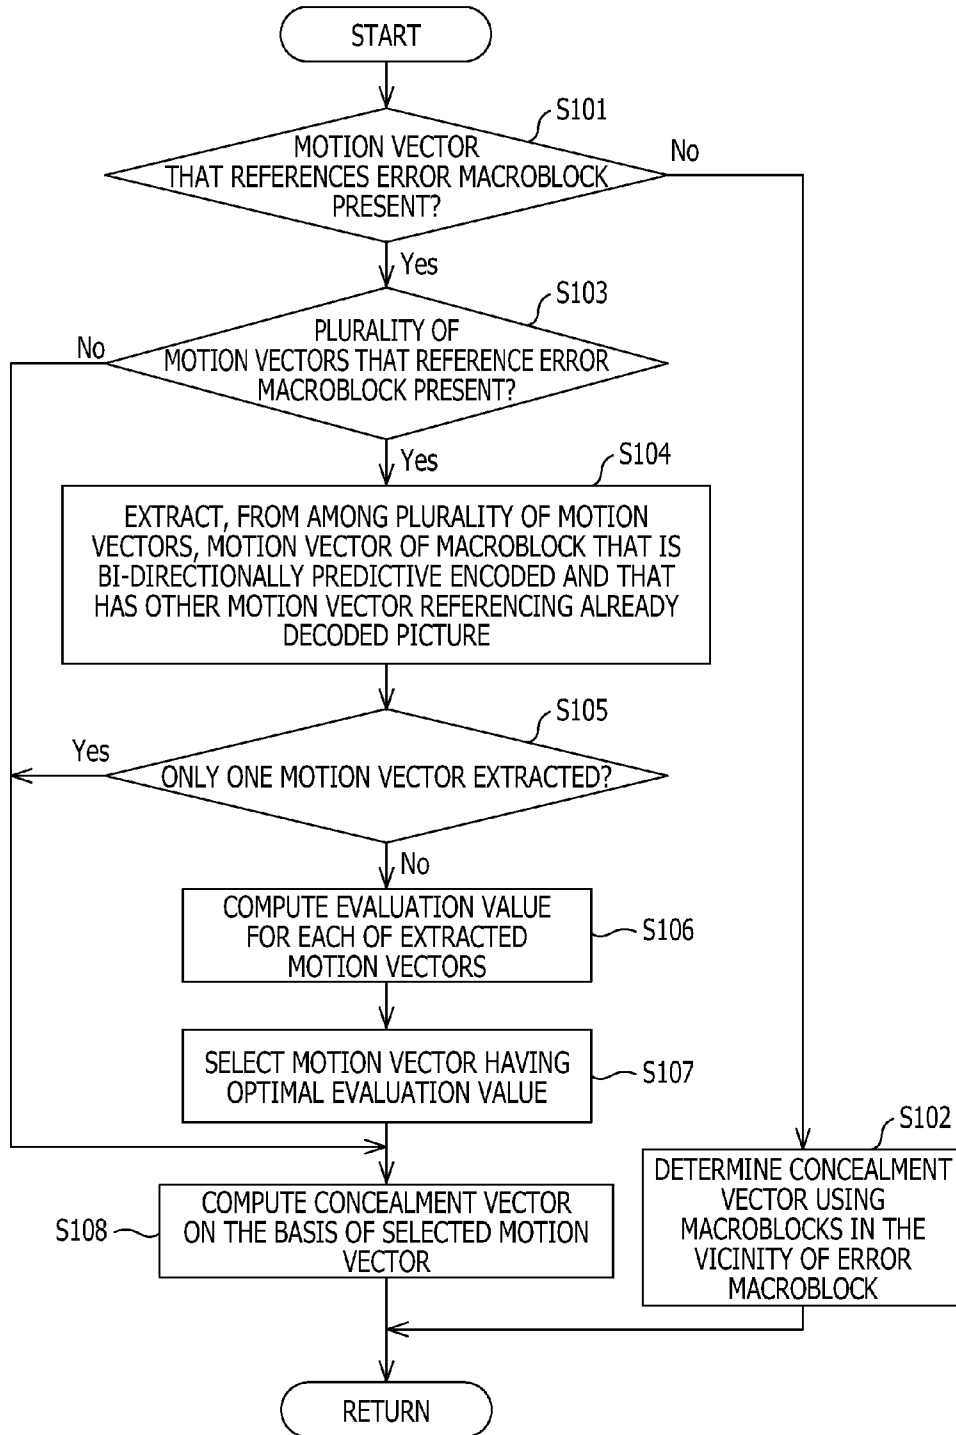 START
S101
MOTION VECTOR
THAT REFERENCES ERROR MACROBLOCK
PRESENT?
No
Yes
S103
PLURALITY OF
MOTION VECTORS THAT REFERENCE ERROR
MACROBLOCK PRESENT?
No
Yes
S104
EXTRACT, FROM AMONG PLURALITY OF MOTION
VECTORS, MOTION VECTOR OF MACROBLOCK THAT IS
BI-DIRECTIONALLY PREDICTIVE ENCODED AND THAT
HAS OTHER MOTION VECTOR REFERENCING ALREADY
DECODED PICTURE
S105
Yes
ONLY ONE MOTION VECTOR EXTRACTED?
No
COMPUTE EVALUATION VALUE
FOR EACH OF EXTRACTED
MOTION VECTORS
S106
SELECT MOTION VECTOR HAVING
OPTIMAL EVALUATION VALUE
S107
S102
DETERMINE CONCEALMENT
VECTOR USING
MACROBLOCKS IN THE
VICINITY OF ERROR
MACROBLOCK
S108
COMPUTE CONCEALMENT VECTOR
ON THE BASIS OF SELECTED MOTION
VECTOR
RETURN